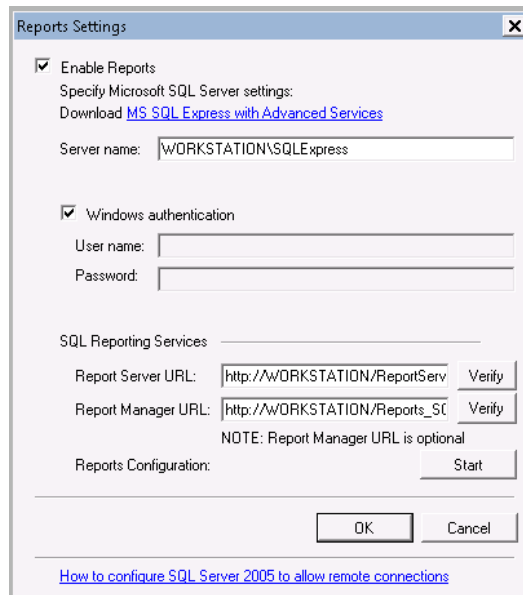 Reports Settings
Enable Reports
Specify Microsoft SQL Server settings:
Download MS SQL Express with Advanced Services
Server name: WORKSTATION\SQLExpress
Windows authentication
User name:
Password:
SQL Reporting Services
Report Server URL: http://WORKSTATION/ReportServ Verify
Report Manager URL: http://WORKSTATION/Reports_SQ Verify
NOTE: Report Manager URL is optional
Reports Configuration: Start
OK Cancel
How to configure SQL Server 2005 to allow remote connections